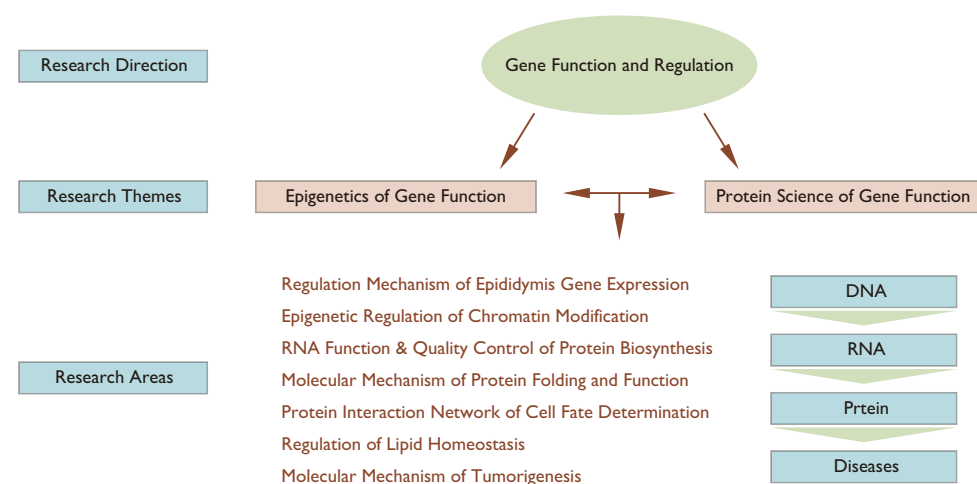 Research Direction
Gene Function and Regulation
Research Themes
Epigenetics of Gene Function
Protein Science of Gene Function
Research Areas
Regulation Mechanism of Epididymis Gene Expression
Epigenetic Regulation of Chromatin Modification
RNA Function & Quality Control of Protein Biosynthesis
Molecular Mechanism of Protein Folding and Function
Protein Interaction Network of Cell Fate Determination
Regulation of Lipid Homeostasis
Molecular Mechanism of Tumorigenesis
DNA
RNA
Prtein
Diseases